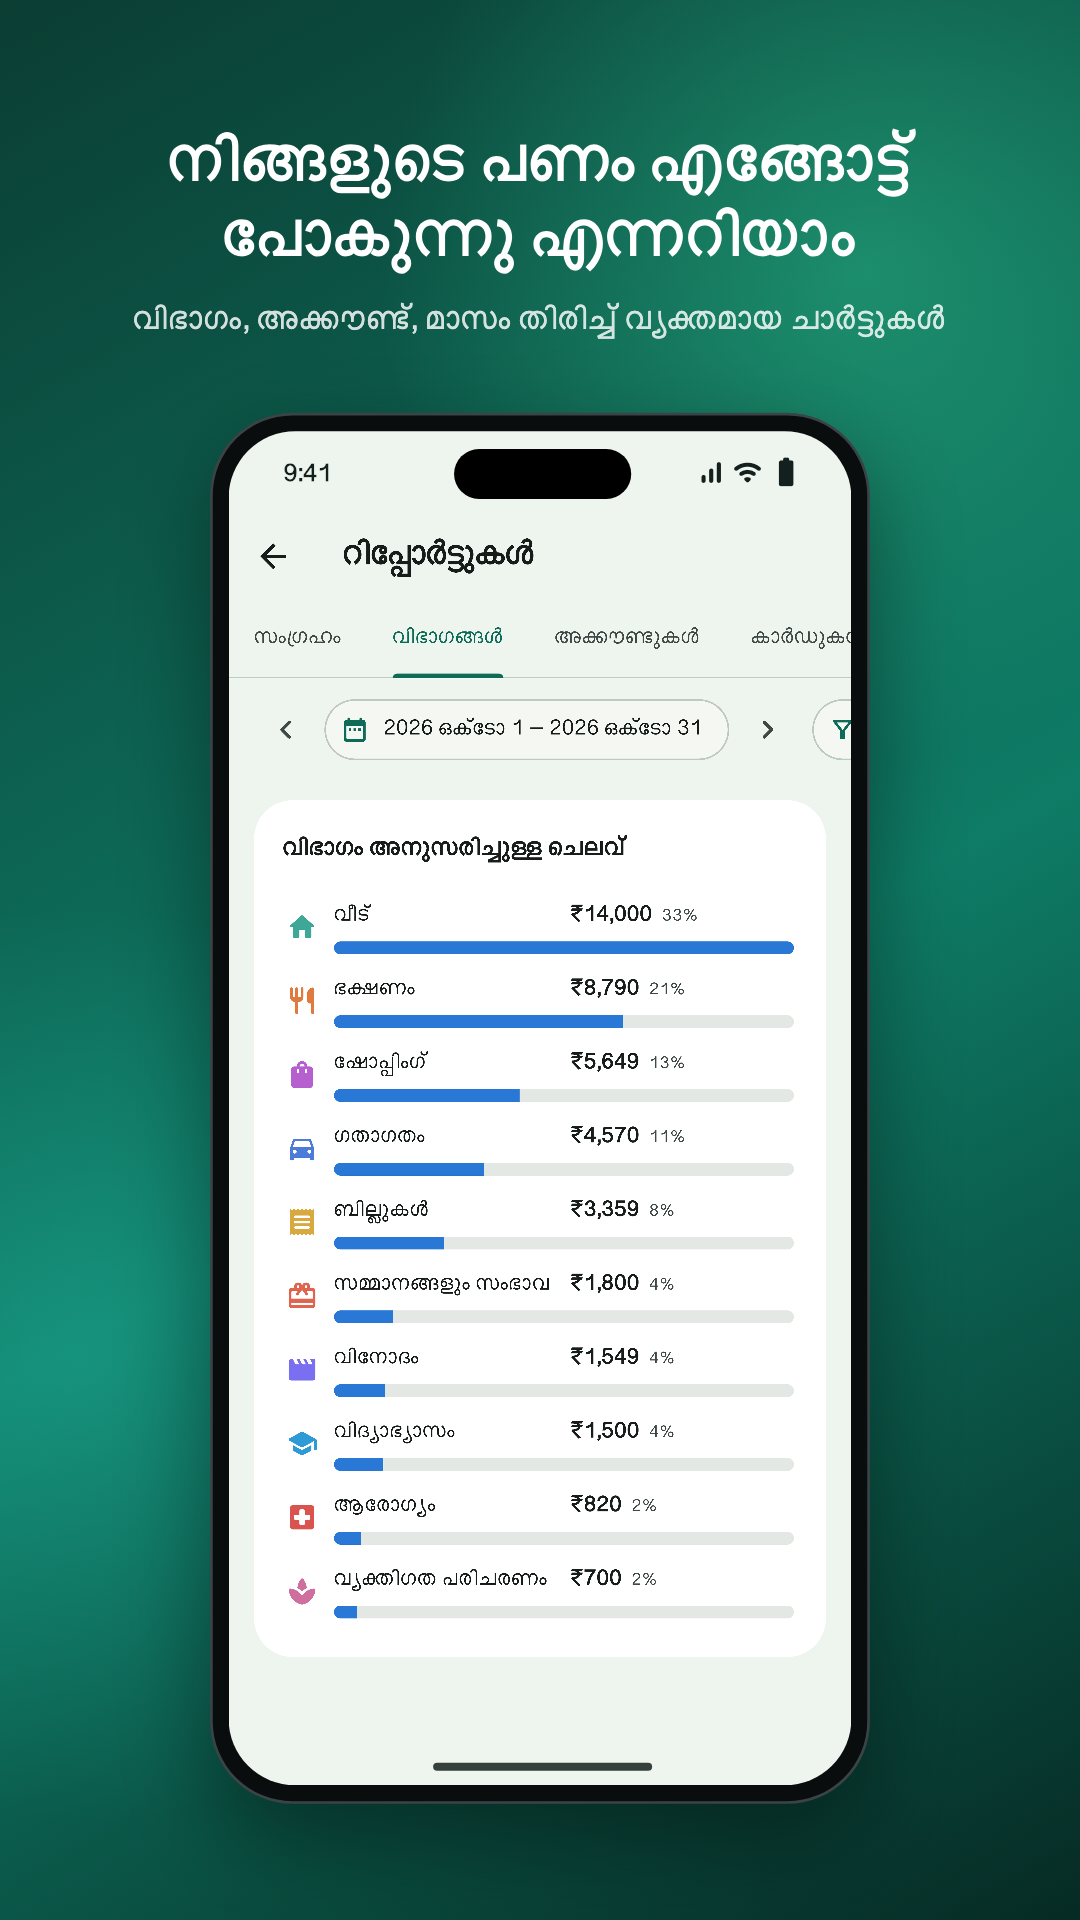 നിങ്ങളുടെ പണം എങ്ങോട്ട്
പോകുന്നു എന്നറിയാം
വിഭാഗം, അക്കൗണ്ട്, മാസം തിരിച്ച് വ്യക്തമായ ചാർട്ടുകൾ
9:41
റിപ്പോർട്ടുകൾ
സംഗ്രഹം വിഭാഗങ്ങൾ അക്കൗണ്ടുകൾ
2026 ഒക്ടോ 1 – 2026 ഒക്ടോ 31
വിഭാഗം അനുസരിച്ചുള്ള ചെലവ്
വീട് ₹14,000 33%
ഭക്ഷണം ₹8,790 21%
ഷോപ്പിംഗ് ₹5,649 13%
ഗതാഗതം ₹4,570 11%
ബില്ലുകൾ ₹3,359 8%
സമ്മാനങ്ങളും സംഭാവ ₹1,800 4%
വിനോദം ₹1,549 4%
വിദ്യാഭ്യാസം ₹1,500 4%
ആരോഗ്യം ₹820 2%
വ്യക്തിഗത പരിചരണം ₹700 2%